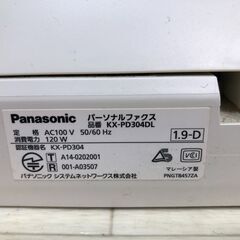 Panasonic パーソナルファクス
品番 KX-PD304DL
定格 AC100 V 50/60 Hz
消費電力 120 W
1.9-D
認証機器名 KX-PD304
T A14-0202001
R 001-A03507
VCCI
マレーシア製
パナソニック システムネットワークス株式会社
PNGT8457ZA